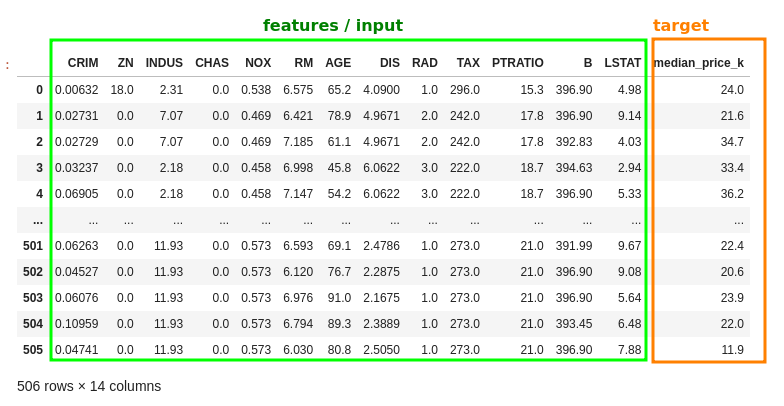 features / input target
: CRIM ZN INDUS CHAS NOX RM AGE DIS RAD TAX PTRATIO B LSTAT median_price_k
0 0.00632 18.0 2.31 0.0 0.538 6.575 65.2 4.0900 1.0 296.0 15.3 396.90 4.98 24.0
1 0.02731 0.0 7.07 0.0 0.469 6.421 78.9 4.9671 2.0 242.0 17.8 396.90 9.14 21.6
2 0.02729 0.0 7.07 0.0 0.469 7.185 61.1 4.9671 2.0 242.0 17.8 392.83 4.03 34.7
3 0.03237 0.0 2.18 0.0 0.458 6.998 45.8 6.0622 3.0 222.0 18.7 394.63 2.94 33.4
4 0.06905 0.0 2.18 0.0 0.458 7.147 54.2 6.0622 3.0 222.0 18.7 396.90 5.33 36.2
... ... ... ... ... ... ... ... ... ... ... ... ... ... ...
501 0.06263 0.0 11.93 0.0 0.573 6.593 69.1 2.4786 1.0 273.0 21.0 391.99 9.67 22.4
502 0.04527 0.0 11.93 0.0 0.573 6.120 76.7 2.2875 1.0 273.0 21.0 396.90 9.08 20.6
503 0.06076 0.0 11.93 0.0 0.573 6.976 91.0 2.1675 1.0 273.0 21.0 396.90 5.64 23.9
504 0.10959 0.0 11.93 0.0 0.573 6.794 89.3 2.3889 1.0 273.0 21.0 393.45 6.48 22.0
505 0.04741 0.0 11.93 0.0 0.573 6.030 80.8 2.5050 1.0 273.0 21.0 396.90 7.88 11.9
506 rows × 14 columns